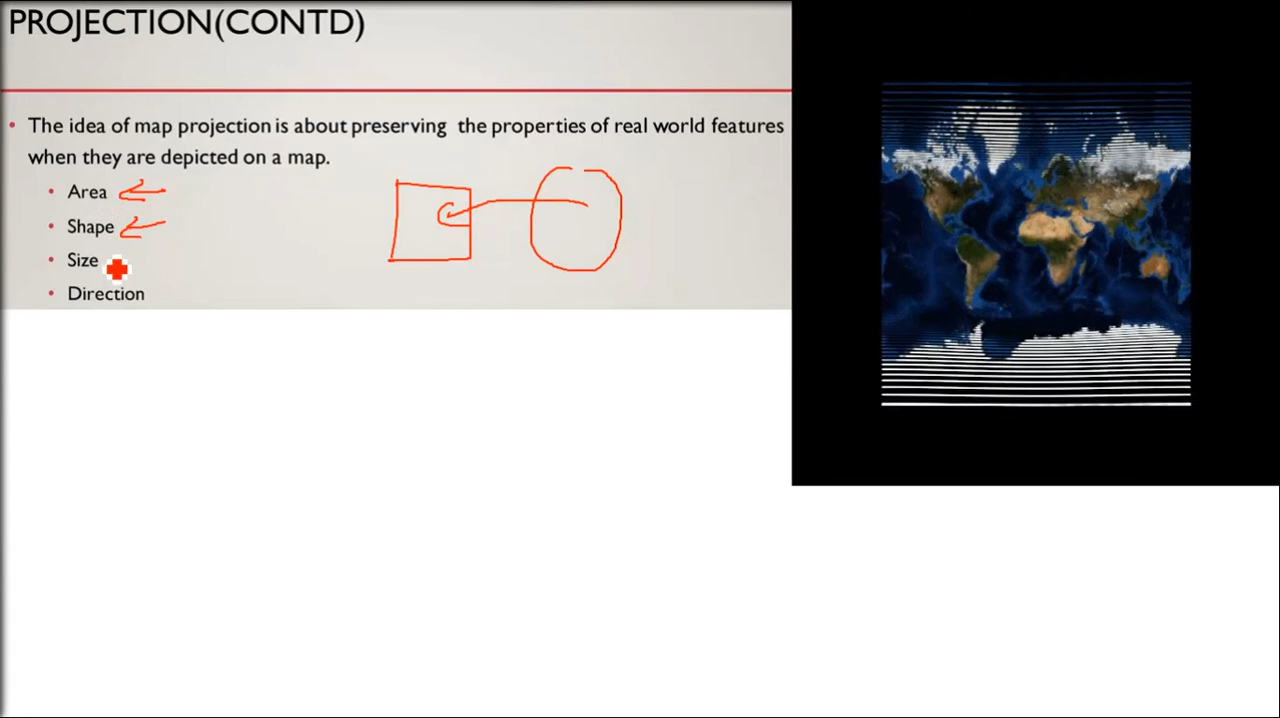 PROJECTION(CONTD)
• The idea of map projection is about preserving the properties of real world features
when they are depicted on a map.
• Area
• Shape
• Size
• Direction